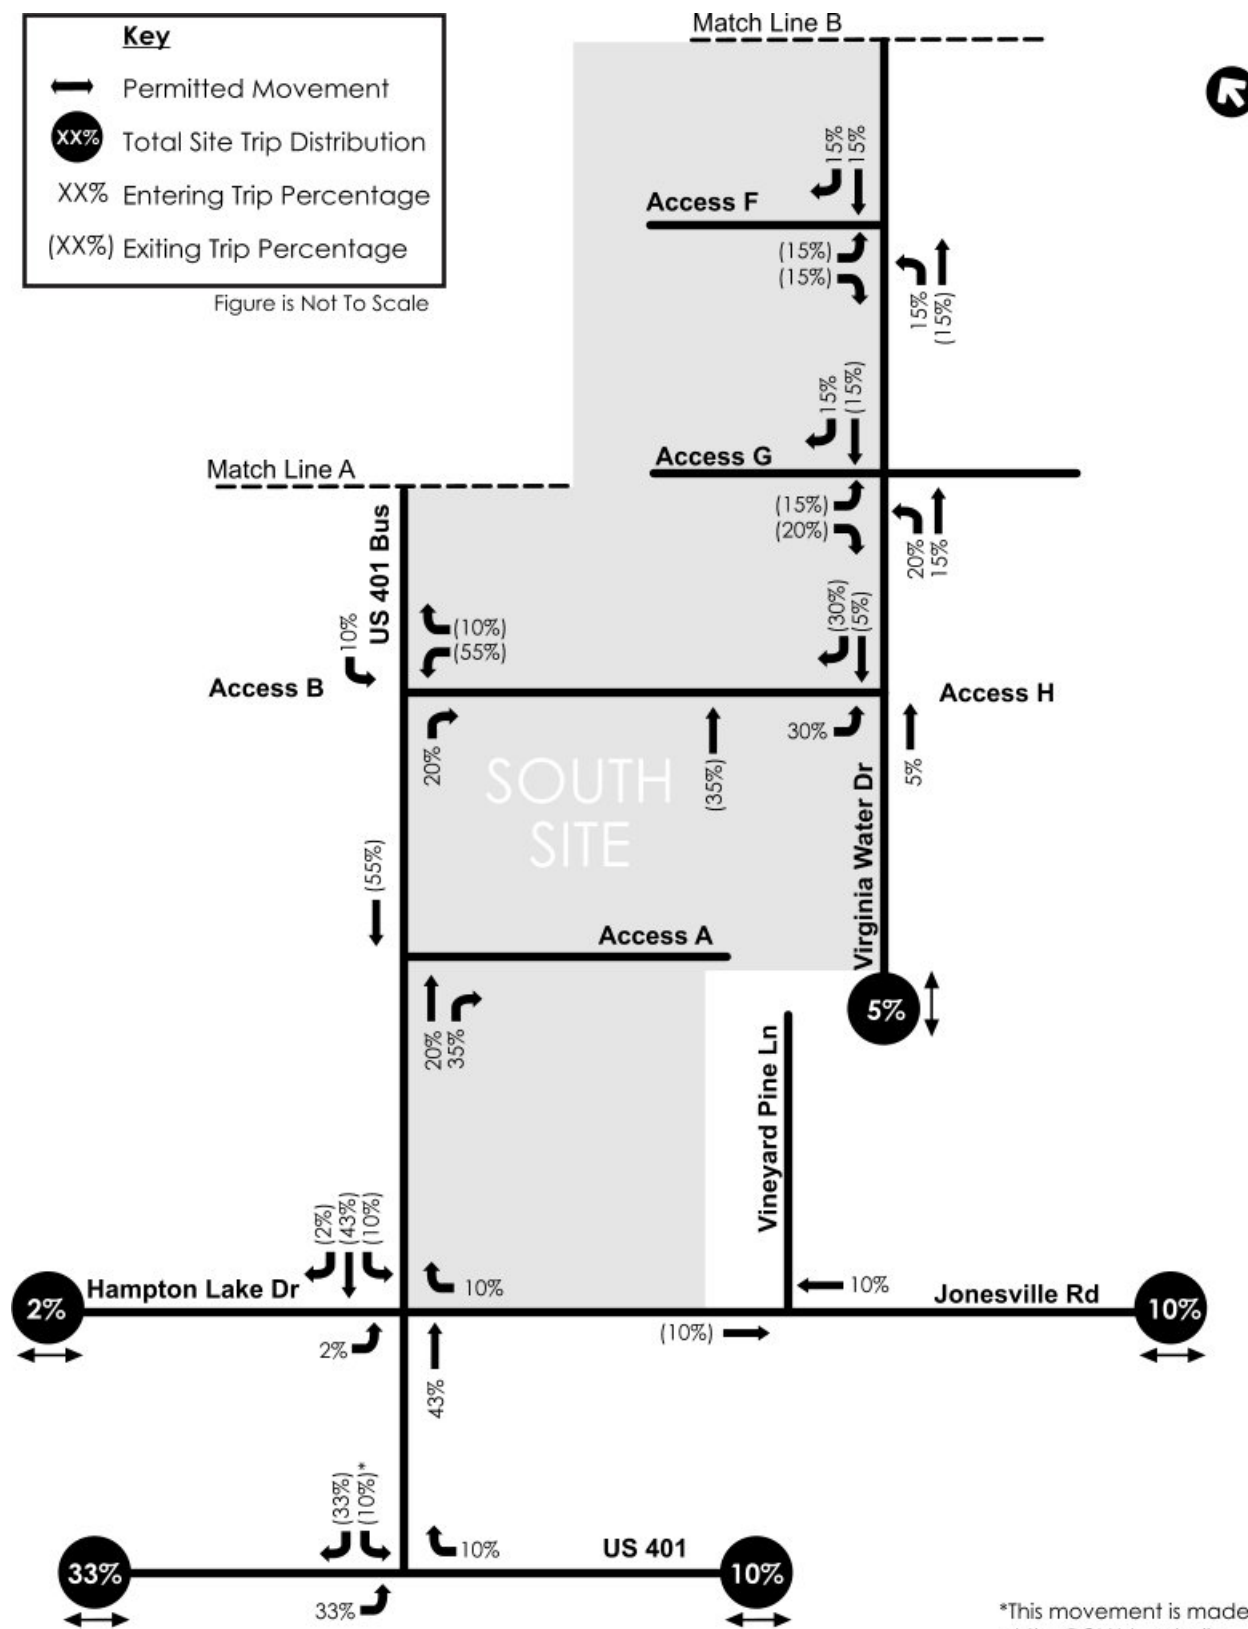 Key
Permitted Movement
XX% Total Site Trip Distribution
XX% Entering Trip Percentage
(XX%) Exiting Trip Percentage
Figure is Not To Scale
Match Line B
15%
15%
Access F
(15%)
(15%)
15%
(15%)
15%
(15%)
Match Line A
Access G
(15%)
(20%)
20%
15%
US 401 Bus
10%
(10%)
(55%)
(30%)
(5%)
Access B
Access H
20%
(35%)
30%
5%
SOUTH
SITE
Virginia Water Dr
(55%)
Access A
5%
20%
35%
Vineyard Pine Ln
(2%)
(43%)
(10%)
2%
Hampton Lake Dr
10%
10%
Jonesville Rd
10%
2%
(10%)
43%
(33%)
(10%)*
33%
10%
US 401
10%
33%
*This movement is made